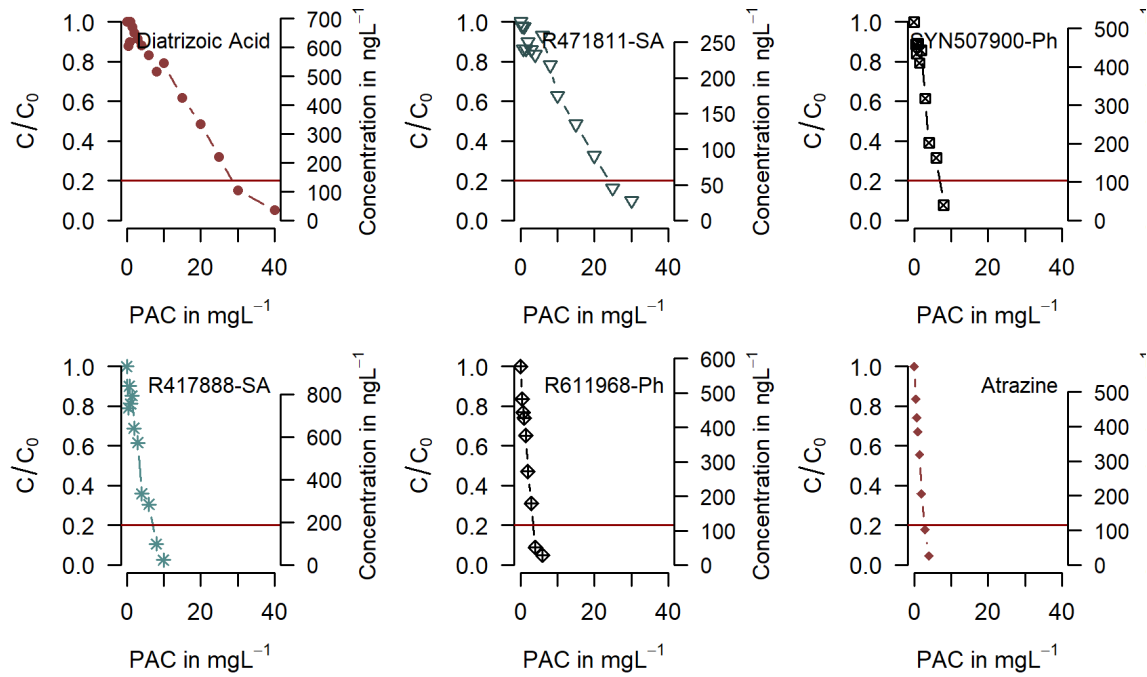 Diatrizoic Acid
C/C0
1.0
0.8
0.6
0.4
0.2
0.0
700
600
500
400
300
200
100
0
Concentration in ngL−1
0 20 40
PAC in mgL−1
R471811-SA
C/C0
1.0
0.8
0.6
0.4
0.2
0.0
250
200
150
100
50
0
Concentration in ngL−1
0 20 40
PAC in mgL−1
SYN507900-Ph
C/C0
1.0
0.8
0.6
0.4
0.2
0.0
500
400
300
200
100
0
1
0 20 40
PAC in mgL−1
R417888-SA
C/C0
1.0
0.8
0.6
0.4
0.2
0.0
800
600
400
200
0
Concentration in ngL−1
0 20 40
PAC in mgL−1
R611968-Ph
C/C0
1.0
0.8
0.6
0.4
0.2
0.0
600
500
400
300
200
100
0
Concentration in ngL−1
0 20 40
PAC in mgL−1
Atrazine
C/C0
1.0
0.8
0.6
0.4
0.2
0.0
500
400
300
200
100
0
1
0 20 40
PAC in mgL−1